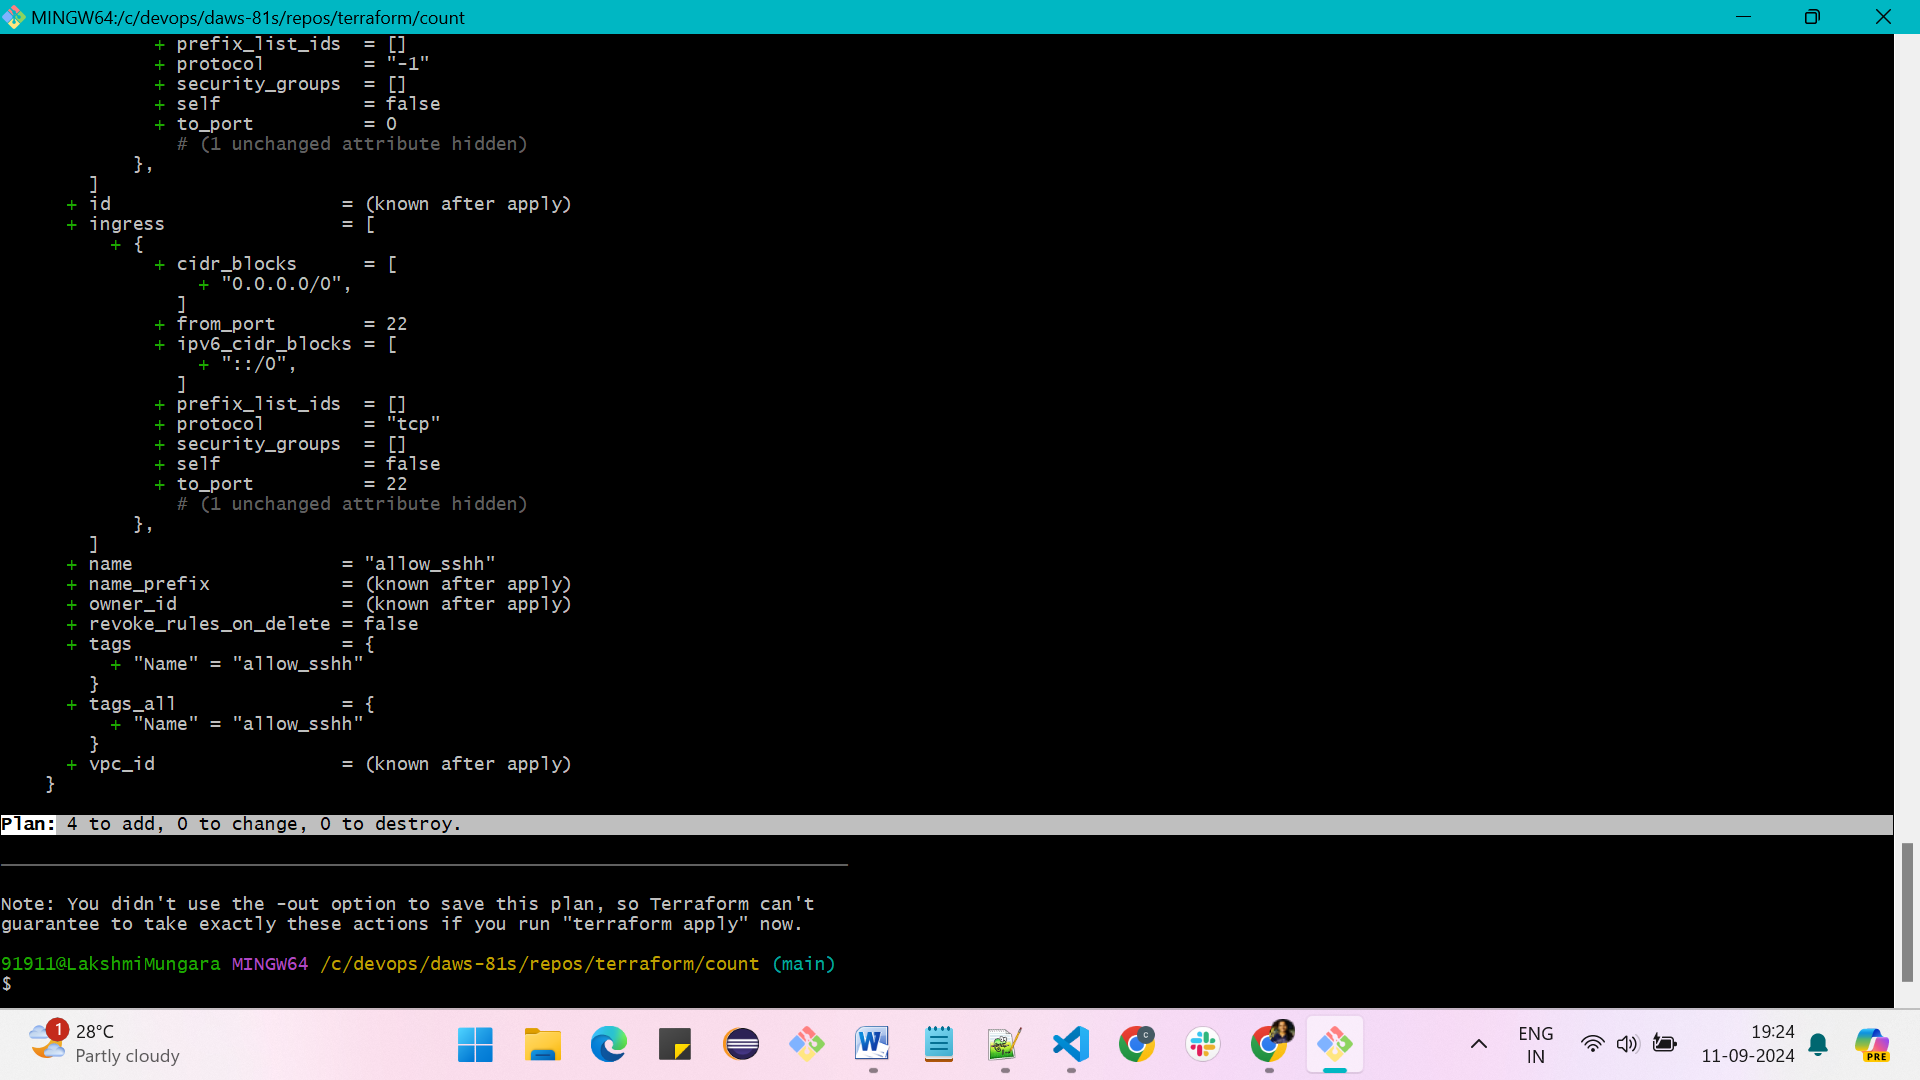 MINGW64:/c/devops/daws-81s/repos/terraform/count
+ prefix_list_ids  = []
+ protocol         = "-1"
+ security_groups  = []
+ self             = false
+ to_port          = 0
# (1 unchanged attribute hidden)
},
]
+ id                     = (known after apply)
+ ingress                = [
+ {
+ cidr_blocks      = [
+ "0.0.0.0/0",
]
+ from_port        = 22
+ ipv6_cidr_blocks = [
+ "::/0",
]
+ prefix_list_ids  = []
+ protocol         = "tcp"
+ security_groups  = []
+ self             = false
+ to_port          = 22
# (1 unchanged attribute hidden)
},
]
+ name                   = "allow_sshh"
+ name_prefix            = (known after apply)
+ owner_id               = (known after apply)
+ revoke_rules_on_delete = false
+ tags                   = {
+ "Name" = "allow_sshh"
}
+ tags_all               = {
+ "Name" = "allow_sshh"
}
+ vpc_id                 = (known after apply)
}
Plan: 4 to add, 0 to change, 0 to destroy.
Note: You didn't use the -out option to save this plan, so Terraform can't
guarantee to take exactly these actions if you run "terraform apply" now.
91911@LakshmiMungara MINGW64 /c/devops/daws-81s/repos/terraform/count (main)
$
1
28°C
Partly cloudy
W
C
ENG
IN
19:24
11-09-2024
PRE